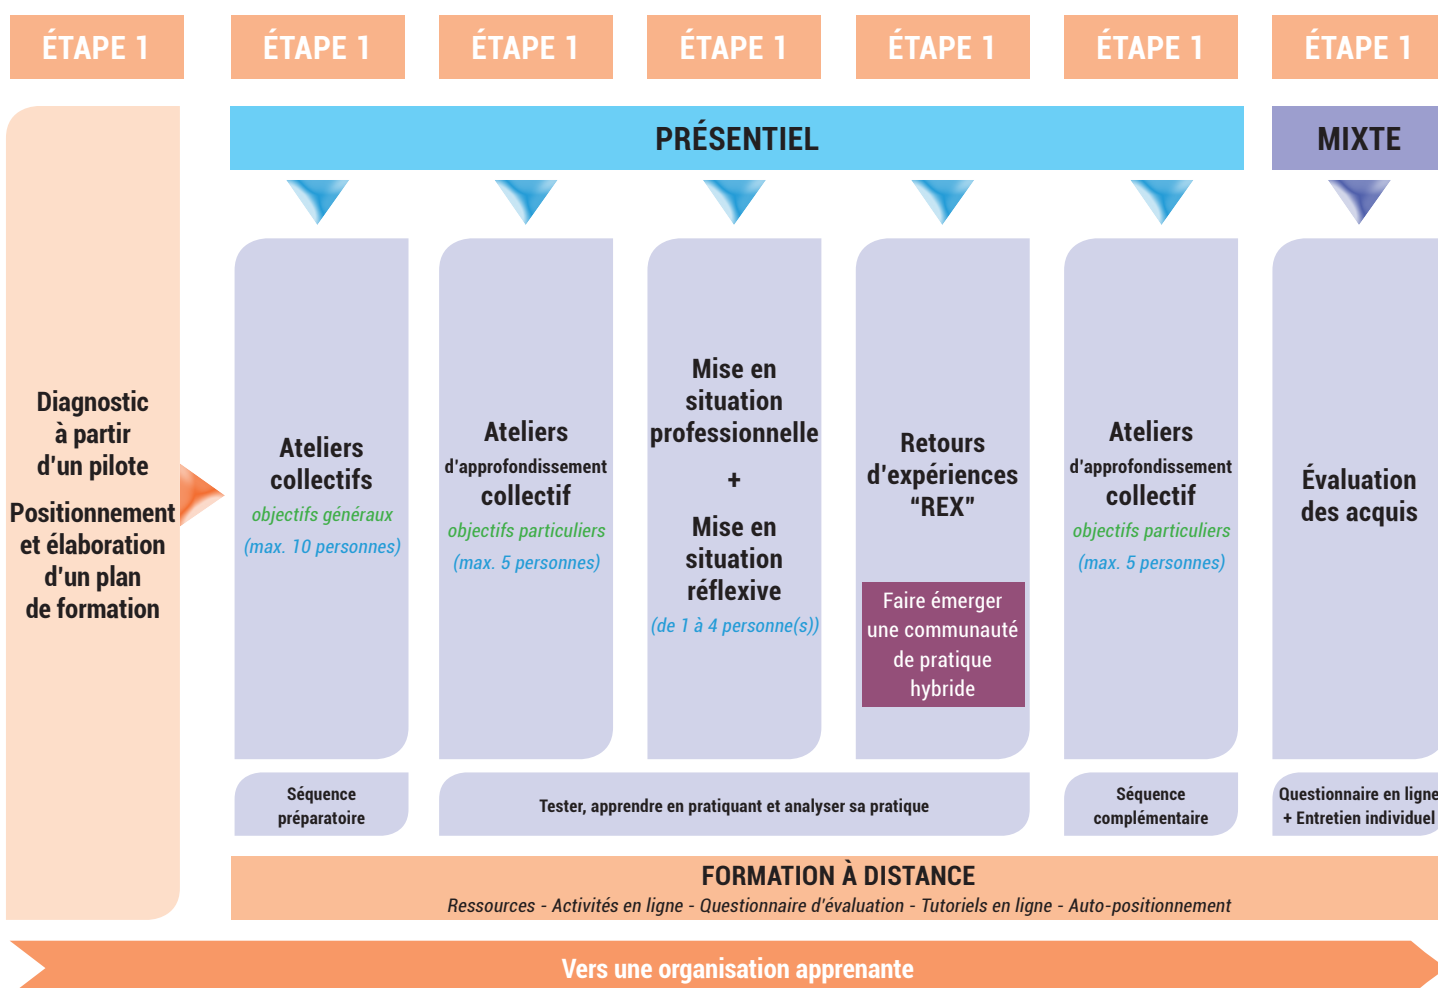 ÉTAPE 1
ÉTAPE 1
ÉTAPE 1
ÉTAPE 1
ÉTAPE 1
ÉTAPE 1
ÉTAPE 1
PRÉSENTIEL
MIXTE
Diagnostic
à partir
d'un pilote
Positionnement
et élaboration
d'un plan
de formation
Ateliers
collectifs
objectifs généraux
(max. 10 personnes)
Ateliers
d'approfondissement
collectif
objectifs particuliers
(max. 5 personnes)
Mise en
situation
professionnelle
+
Mise en
situation
réflexive
(de 1 à 4 personne(s))
Retours
d'expériences
“REX”
Faire émerger
une communauté
de pratique
hybride
Ateliers
d'approfondissement
collectif
objectifs particuliers
(max. 5 personnes)
Évaluation
des acquis
Séquence
préparatoire
Tester, apprendre en pratiquant et analyser sa pratique
Séquence
complémentaire
Questionnaire en ligne
+ Entretien individuel
FORMATION À DISTANCE
Ressources - Activités en ligne - Questionnaire d'évaluation - Tutoriels en ligne - Auto-positionnement
Vers une organisation apprenante